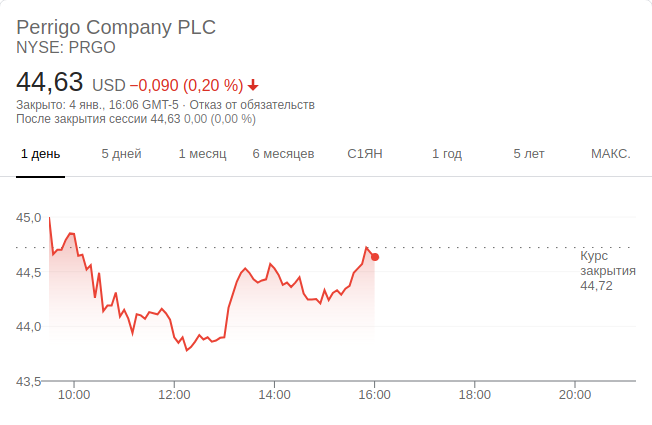 Perrigo Company PLC
NYSE: PRGO
44,63 USD −0,090 (0,20 %)
Закрыто: 4 янв., 16:06 GMT-5 · Отказ от обязательств
После закрытия сессии 44,63 0,00 (0,00 %)
1 день 5 дней 1 месяц 6 месяцев С1ЯН 1 год 5 лет МАКС.
45,0
Курс
закрытия
44,72
44,5
44,0
43,5
10:00 12:00 14:00 16:00 18:00 20:00